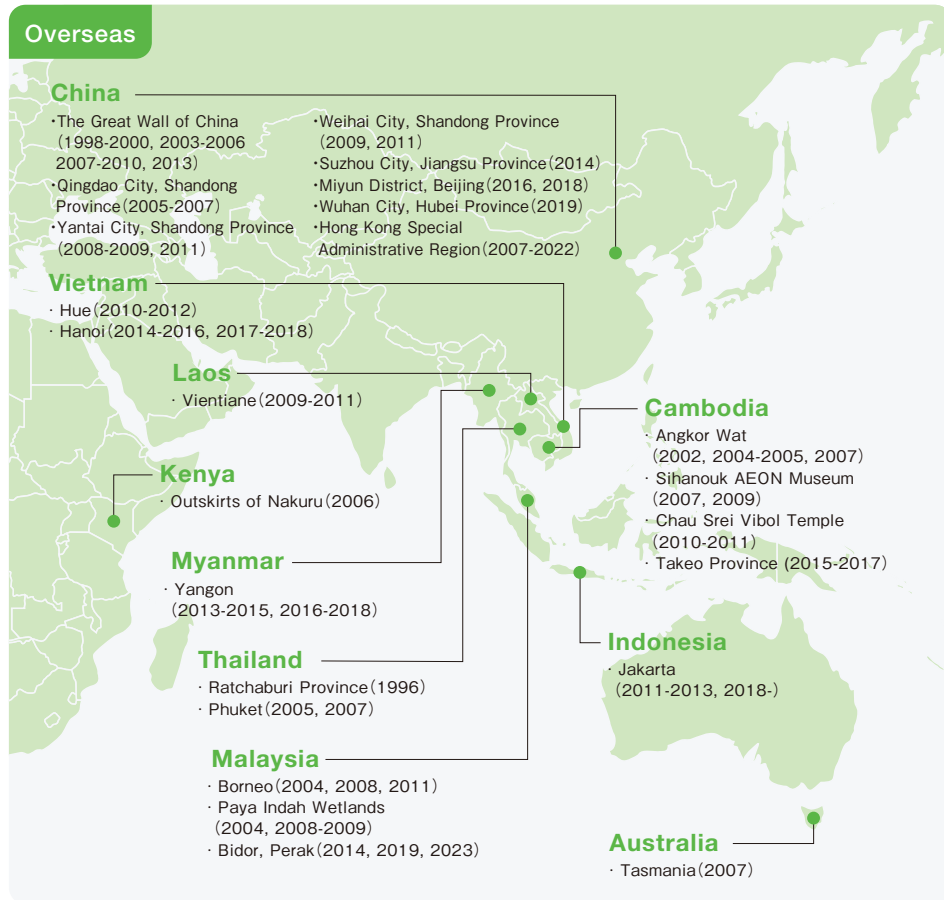 Overseas
China
･The Great Wall of China
(1998-2000, 2003-2006
2007-2010, 2013)
･Qingdao City, Shandong
Province(2005-2007)
･Yantai City, Shandong Province
(2008-2009, 2011)
･Weihai City, Shandong Province
(2009, 2011)
･Suzhou City, Jiangsu Province(2014)
･Miyun District, Beijing(2016, 2018)
･Wuhan City, Hubei Province(2019)
･Hong Kong Special
Administrative Region(2007-2022)
Vietnam
· Hue(2010-2012)
· Hanoi(2014-2016, 2017-2018)
Laos
· Vientiane(2009-2011)
Cambodia
· Angkor Wat
(2002, 2004-2005, 2007)
· Sihanouk AEON Museum
(2007, 2009)
· Chau Srei Vibol Temple
(2010-2011)
· Takeo Province (2015-2017)
Kenya
· Outskirts of Nakuru(2006)
Myanmar
· Yangon
(2013-2015, 2016-2018)
Indonesia
· Jakarta
(2011-2013, 2018-)
Thailand
· Ratchaburi Province(1996)
· Phuket(2005, 2007)
Malaysia
· Borneo(2004, 2008, 2011)
· Paya Indah Wetlands
(2004, 2008-2009)
· Bidor, Perak(2014, 2019, 2023)
Australia
· Tasmania(2007)